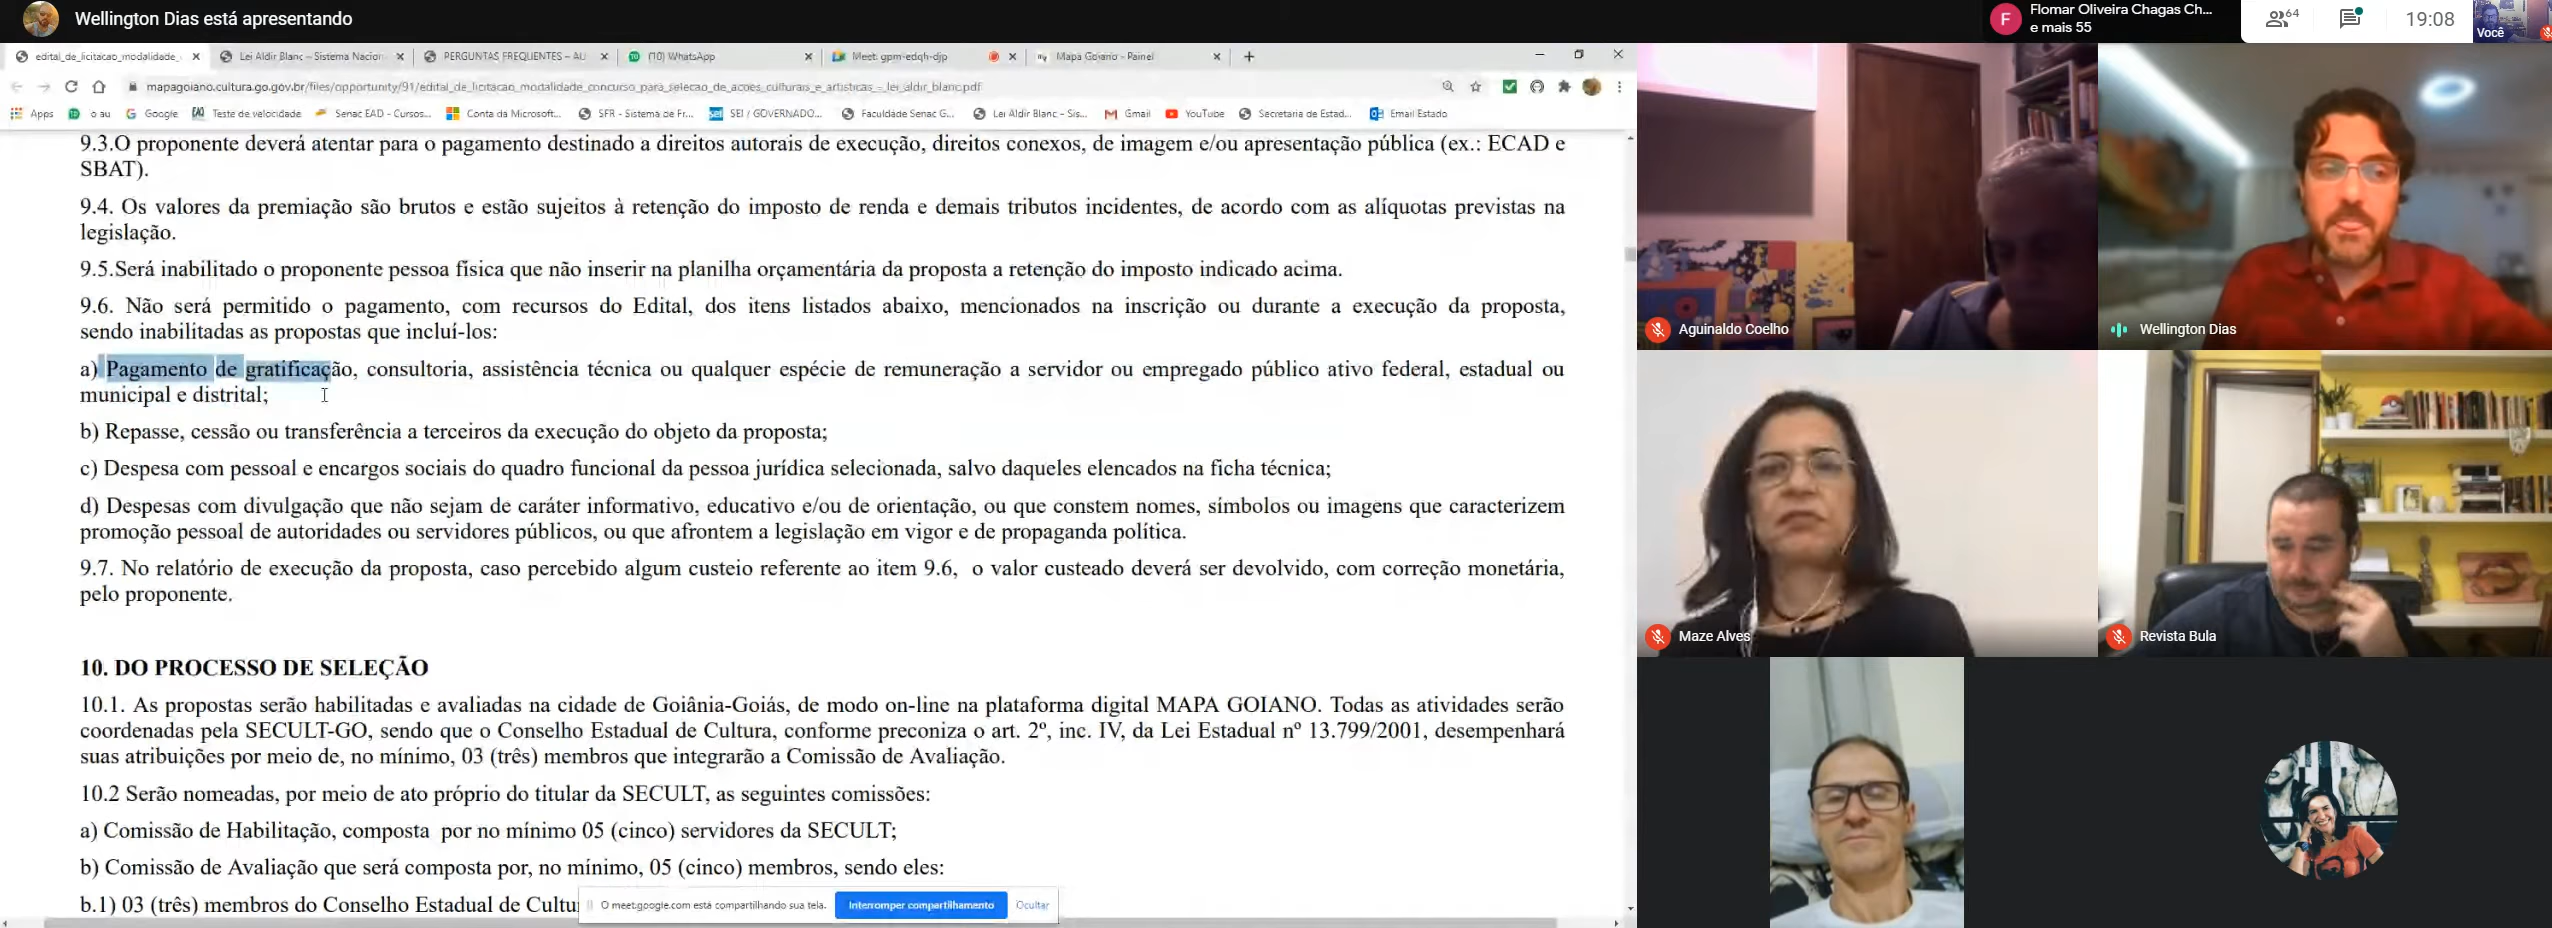 Wellington Dias está apresentando
Flomar Oliveira Chagas Ch...
e mais 55
F
64
19:08
Você
edital_de_licitacao_modalidade_
Lei Aldir Blanc – Sistema Nacion
PERGUNTAS FREQUENTES – AU
(10) WhatsApp
Meet: gpm-edqh-djp
Mapa Goiano - Painel
mapagoiano.cultura.go.gov.br/files/opportunity/91/edital_de_licitacao_modalidade_concurso_para_selecao_de_acoes_culturais_e_artisticas_-_lei_aldir_blanc.pdf
Apps
o au
Google
Teste de velocidade
Senac EAD - Cursos...
Conta da Microsoft...
SFR - Sistema de Fr...
SEI / GOVERNADO...
Faculdade Senac G...
Lei Aldir Blanc – Sis...
Gmail
YouTube
Secretaria de Estad...
Email Estado
9.3.O proponente deverá atentar para o pagamento destinado a direitos autorais de execução, direitos conexos, de imagem e/ou apresentação pública (ex.: ECAD e
SBAT).
9.4. Os valores da premiação são brutos e estão sujeitos à retenção do imposto de renda e demais tributos incidentes, de acordo com as alíquotas previstas na
legislação.
9.5.Será inabilitado o proponente pessoa física que não inserir na planilha orçamentária da proposta a retenção do imposto indicado acima.
9.6. Não será permitido o pagamento, com recursos do Edital, dos itens listados abaixo, mencionados na inscrição ou durante a execução da proposta,
sendo inabilitadas as propostas que incluí-los:
a) Pagamento de gratificação, consultoria, assistência técnica ou qualquer espécie de remuneração a servidor ou empregado público ativo federal, estadual ou
municipal e distrital;
b) Repasse, cessão ou transferência a terceiros da execução do objeto da proposta;
c) Despesa com pessoal e encargos sociais do quadro funcional da pessoa jurídica selecionada, salvo daqueles elencados na ficha técnica;
d) Despesas com divulgação que não sejam de caráter informativo, educativo e/ou de orientação, ou que constem nomes, símbolos ou imagens que caracterizem
promoção pessoal de autoridades ou servidores públicos, ou que afrontem a legislação em vigor e de propaganda política.
9.7. No relatório de execução da proposta, caso percebido algum custeio referente ao item 9.6, o valor custeado deverá ser devolvido, com correção monetária,
pelo proponente.
10. DO PROCESSO DE SELEÇÃO
10.1. As propostas serão habilitadas e avaliadas na cidade de Goiânia-Goiás, de modo on-line na plataforma digital MAPA GOIANO. Todas as atividades serão
coordenadas pela SECULT-GO, sendo que o Conselho Estadual de Cultura, conforme preconiza o art. 2º, inc. IV, da Lei Estadual nº 13.799/2001, desempenhará
suas atribuições por meio de, no mínimo, 03 (três) membros que integrarão a Comissão de Avaliação.
10.2 Serão nomeadas, por meio de ato próprio do titular da SECULT, as seguintes comissões:
a) Comissão de Habilitação, composta por no mínimo 05 (cinco) servidores da SECULT;
b) Comissão de Avaliação que será composta por, no mínimo, 05 (cinco) membros, sendo eles:
b.1) 03 (três) membros do Conselho Estadual de Cultu
O meet.google.com está compartilhando sua tela.
Interromper compartilhamento
Ocultar
Aguinaldo Coelho
Wellington Dias
Maze Alves
Revista Bula